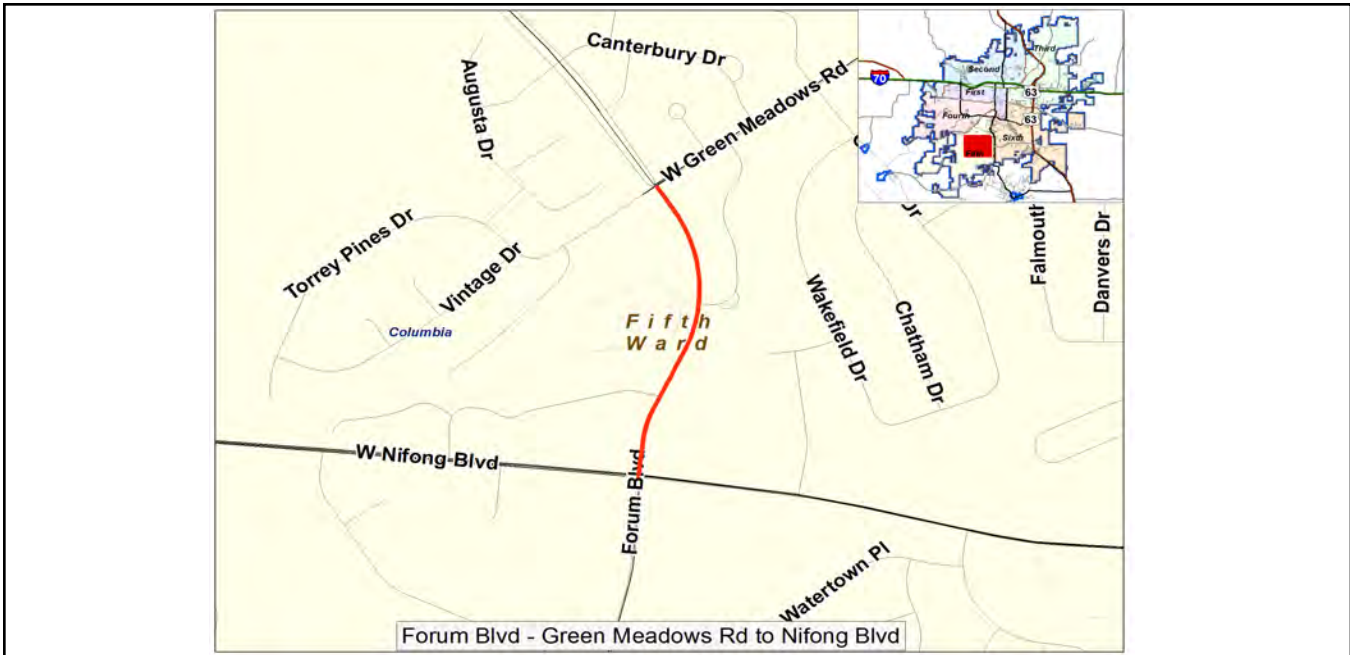 Canterbury Dr
Augusta Dr
W Green Meadows Rd
Torrey Pines Dr
Vintage Dr
Columbia
Fifth
Ward
Wakefield Dr
Chatham Dr
Dr
Falmouth
Danvers Dr
W Nifong Blvd
Forum Blvd
Watertown Pl
Third
Second
70
First
63
Fourth
63
Sixth
Forum Blvd - Green Meadows Rd to Nifong Blvd